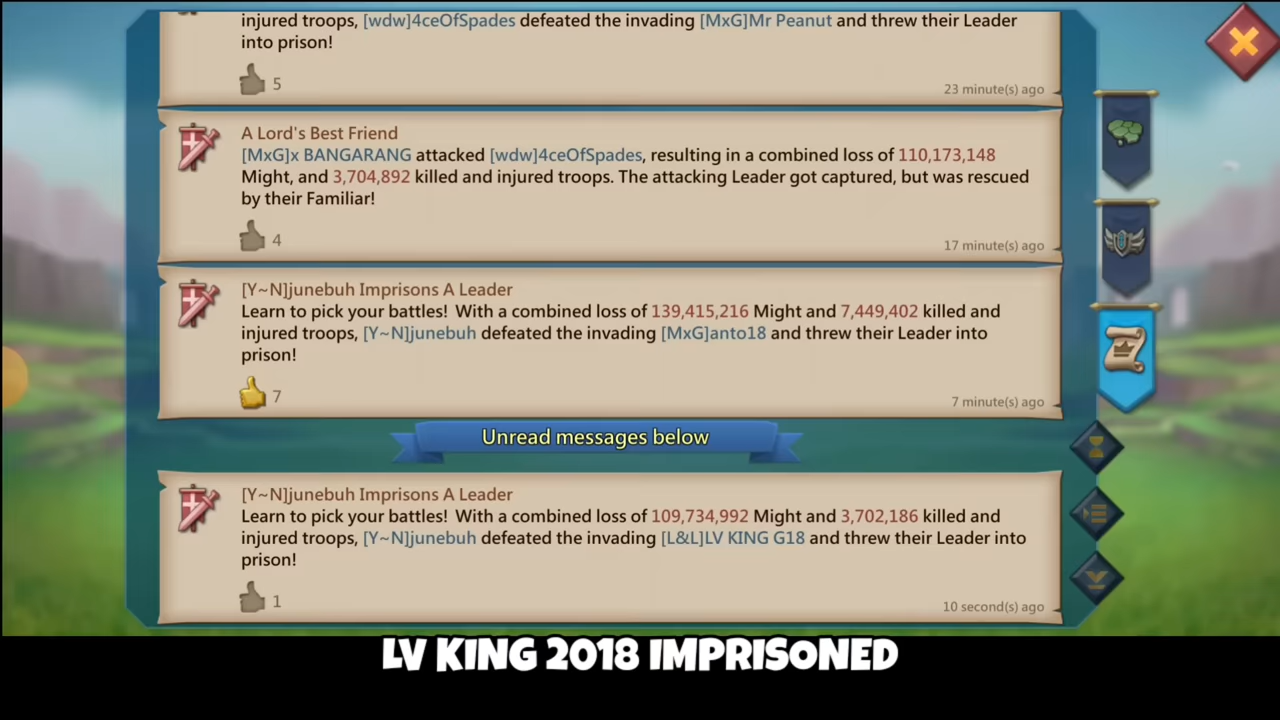 injured troops, [wdw]4ceOfSpades defeated the invading [MxG]Mr Peanut and threw their Leader
into prison!
5
23 minute(s) ago
A Lord's Best Friend
[MxG]x BANGARANG attacked [wdw]4ceOfSpades, resulting in a combined loss of 110,173,148
Might, and 3,704,892 killed and injured troops. The attacking Leader got captured, but was rescued
by their Familiar!
4
17 minute(s) ago
[Y~N]junebuh Imprisons A Leader
Learn to pick your battles! With a combined loss of 139,415,216 Might and 7,449,402 killed and
injured troops, [Y~N]junebuh defeated the invading [MxG]anto18 and threw their Leader into
prison!
7
7 minute(s) ago
Unread messages below
[Y~N]junebuh Imprisons A Leader
Learn to pick your battles! With a combined loss of 109,734,992 Might and 3,702,186 killed and
injured troops, [Y~N]junebuh defeated the invading [L&L]LV KING G18 and threw their Leader into
prison!
1
10 second(s) ago
LV KING 2018 IMPRISONED